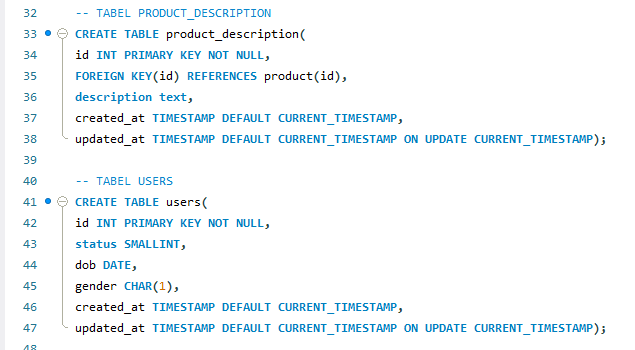 32 -- TABEL PRODUCT_DESCRIPTION
33 CREATE TABLE product_description(
34 id INT PRIMARY KEY NOT NULL,
35 FOREIGN KEY(id) REFERENCES product(id),
36 description text,
37 created_at TIMESTAMP DEFAULT CURRENT_TIMESTAMP,
38 updated_at TIMESTAMP DEFAULT CURRENT_TIMESTAMP ON UPDATE CURRENT_TIMESTAMP);
39
40 -- TABEL USERS
41 CREATE TABLE users(
42 id INT PRIMARY KEY NOT NULL,
43 status SMALLINT,
44 dob DATE,
45 gender CHAR(1),
46 created_at TIMESTAMP DEFAULT CURRENT_TIMESTAMP,
47 updated_at TIMESTAMP DEFAULT CURRENT_TIMESTAMP ON UPDATE CURRENT_TIMESTAMP);
48